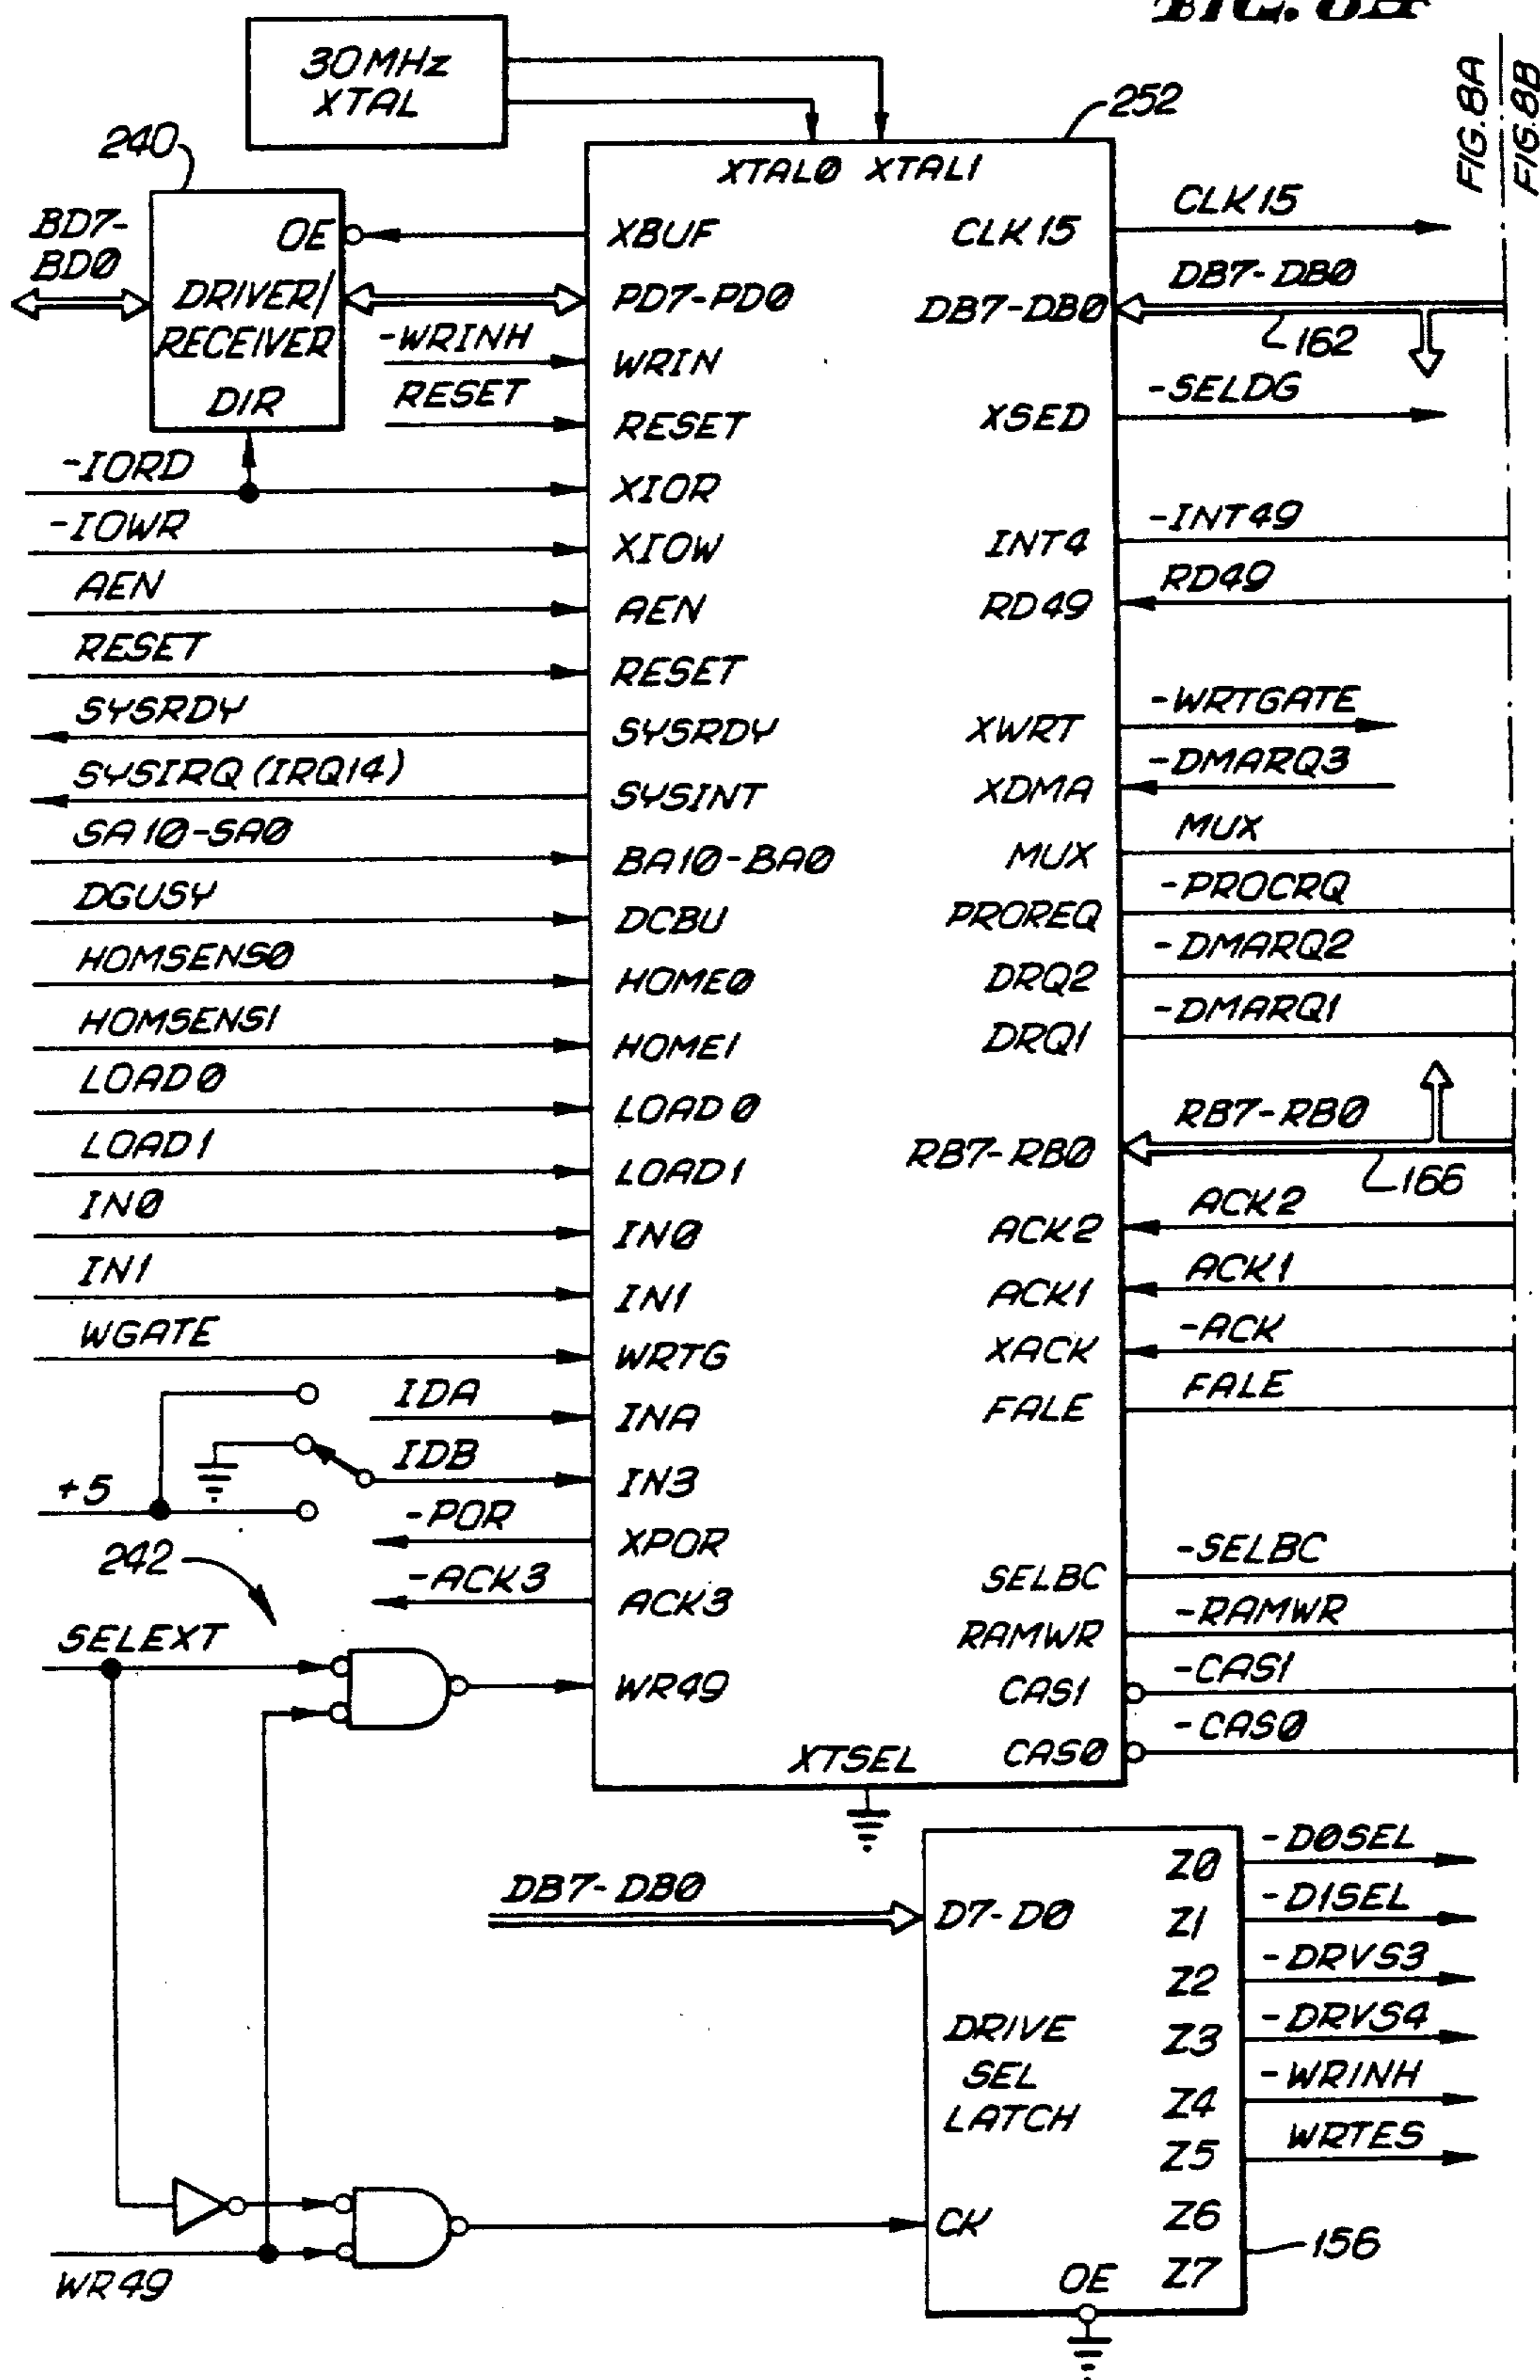 FIG. 8A
30MHz
XTAL
252
FIG. 8A
FIG. 8B
240
XTAL0 XTAL1
BD7-
BD0
OE
DRIVER/
RECEIVER
DIR
XBUF
CLK15
CLK15
PD7-PD0
DB7-DB0
DB7-DB0
162
-WRINH
WRIN
RESET
RESET
XSED
-SELDG
-IORD
XIOR
-IOWR
XIOW
INT4
-INT49
AEN
AEN
RD49
RD49
RESET
RESET
SYSRDY
SYSRDY
XWRT
-WRTGATE
SYSIRQ (IRQ14)
SYSINT
XDMA
-DMARQ3
SA10-SA0
BA10-BA0
MUX
MUX
DGUSY
DCBU
PROREQ
-PROCRQ
HOMSENS0
HOME0
DRQ2
-DMARQ2
HOMSENS1
HOME1
DRQ1
-DMARQ1
LOAD0
LOAD0
LOAD1
LOAD1
RB7-RB0
RB7-RB0
166
IN0
IN0
ACK2
ACK2
IN1
IN1
ACK1
ACK1
WGATE
WRTG
XACK
-ACK
IDA
INA
FALE
FALE
IDB
IN3
+5
-POR
XPOR
242
-ACK3
ACK3
SELBC
-SELBC
SELEXT
RAMWR
-RAMWR
WR49
CAS1
-CAS1
XTSEL
CAS0
-CAS0
DB7-DB0
D7-D0
DRIVE
SEL
LATCH
Z0
-D0SEL
Z1
-D1SEL
Z2
-DRVS3
Z3
-DRVS4
Z4
-WRINH
Z5
WRTES
Z6
Z7
CK
OE
156
WR49